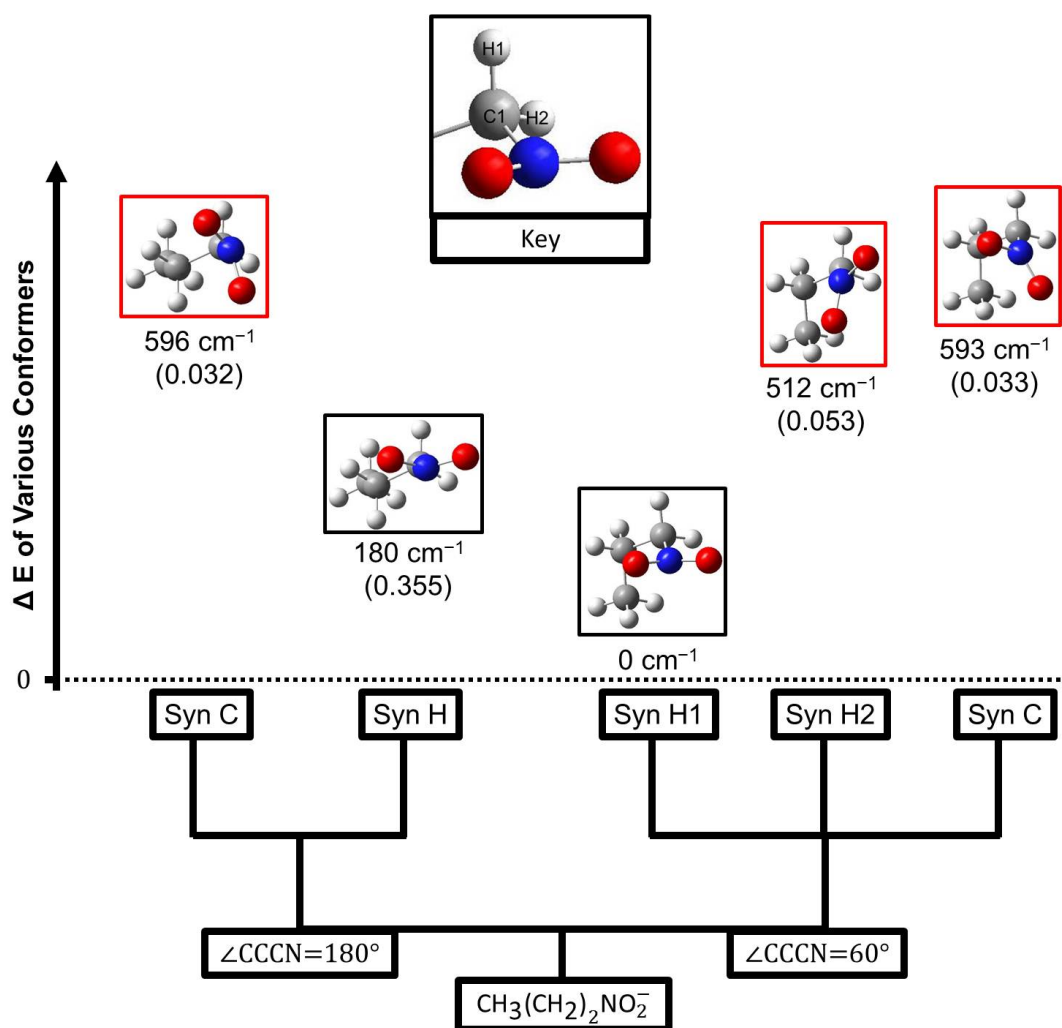 H1
C1
H2
Key
Δ E of Various Conformers
596 cm⁻¹
(0.032)
180 cm⁻¹
(0.355)
0 cm⁻¹
512 cm⁻¹
(0.053)
593 cm⁻¹
(0.033)
0
Syn C
Syn H
Syn H1
Syn H2
Syn C
∠CCCN=180°
∠CCCN=60°
CH₃(CH₂)₂NO₂⁻